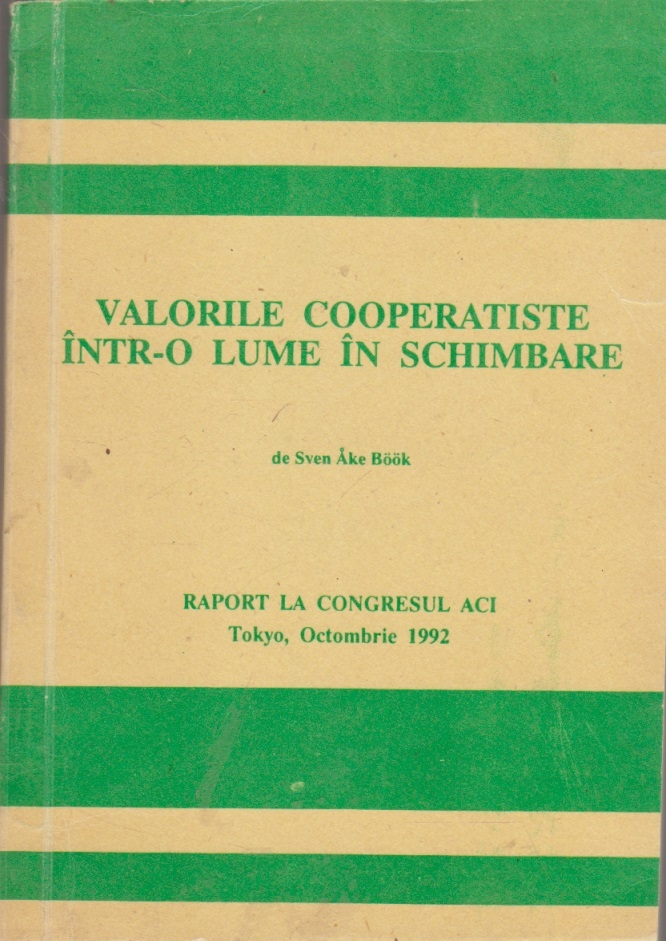 VALORILE COOPERATISTE
ÎNTR-O LUME ÎN SCHIMBARE
de Sven Åke Böök
RAPORT LA CONGRESUL ACI
Tokyo, Octombrie 1992